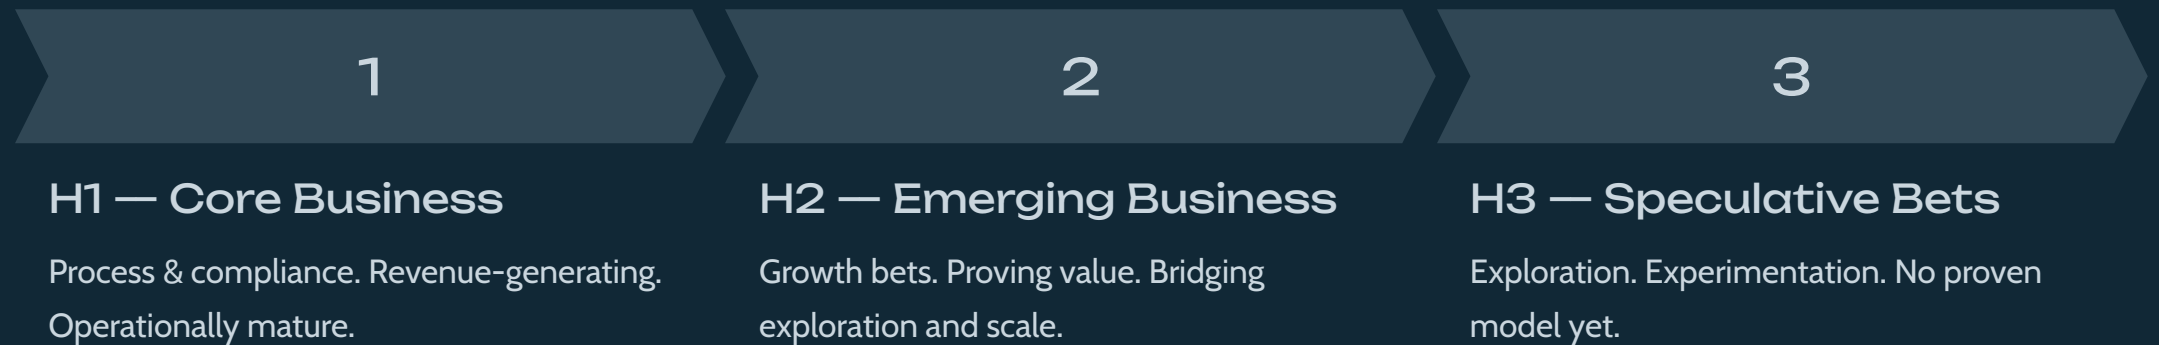 1
2
3
H1 — Core Business
Process & compliance. Revenue-generating.
Operationally mature.
H2 — Emerging Business
Growth bets. Proving value. Bridging
exploration and scale.
H3 — Speculative Bets
Exploration. Experimentation. No proven
model yet.